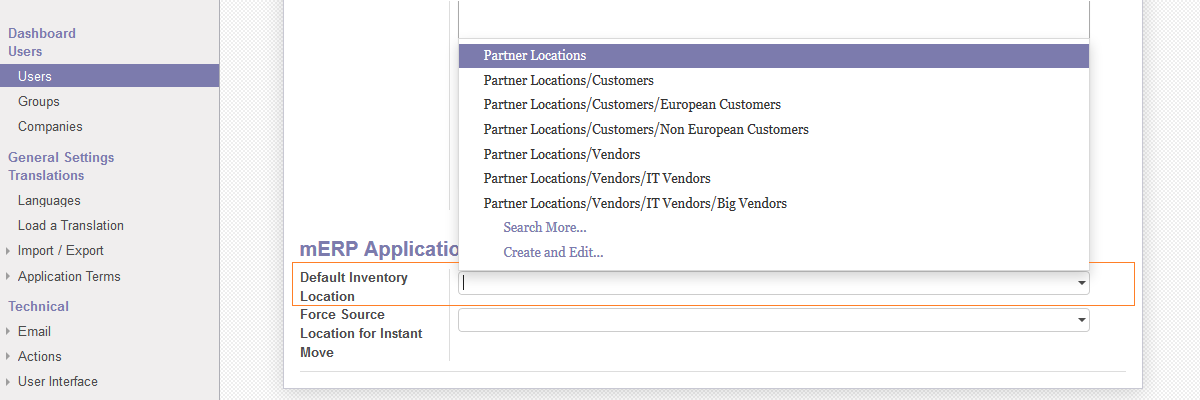 Dashboard
Users
Users
Groups
Companies
General Settings
Translations
Languages
Load a Translation
Import / Export
Application Terms
Technical
Email
Actions
User Interface
Partner Locations
Partner Locations/Customers
Partner Locations/Customers/European Customers
Partner Locations/Customers/Non European Customers
Partner Locations/Vendors
Partner Locations/Vendors/IT Vendors
Partner Locations/Vendors/IT Vendors/Big Vendors
Search More...
Create and Edit...
mERP Applicatio
Default Inventory
Location
Force Source
Location for Instant
Move